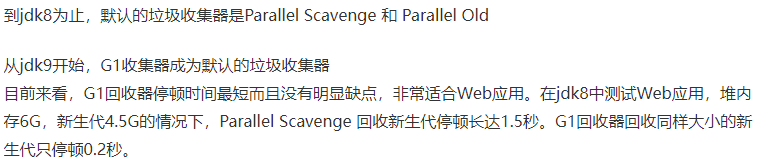 到jdk8为止，默认的垃圾收集器是Parallel Scavenge 和 Parallel Old
从jdk9开始，G1收集器成为默认的垃圾收集器
目前来看，G1回收器停顿时间最短而且没有明显缺点，非常适合Web应用。在jdk8中测试Web应用，堆内
存6G，新生代4.5G的情况下，Parallel Scavenge 回收新生代停顿长达1.5秒。G1回收器回收同样大小的新
生代只停顿0.2秒。